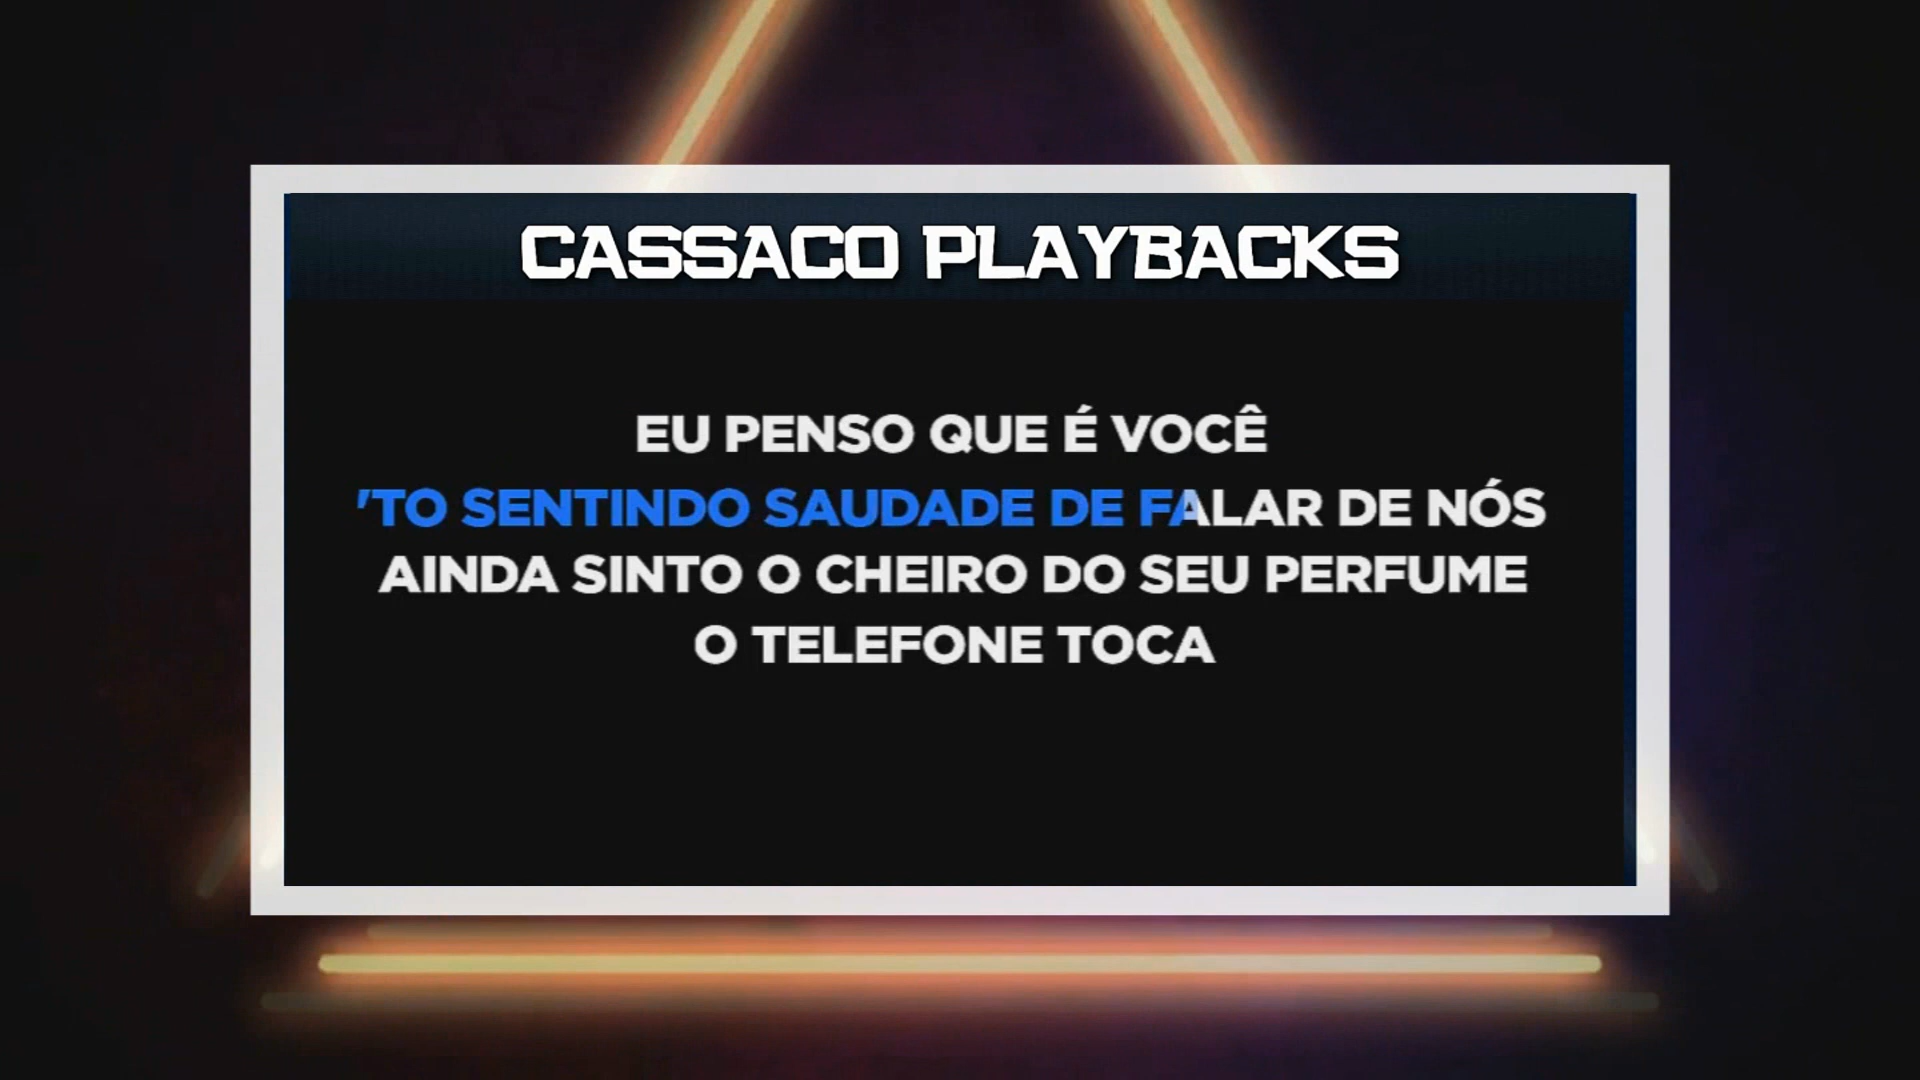 CASSACO PLAYBACKS
EU PENSO QUE É VOCÊ
'TO SENTINDO SAUDADE DE FALAR DE NÓS
AINDA SINTO O CHEIRO DO SEU PERFUME
O TELEFONE TOCA